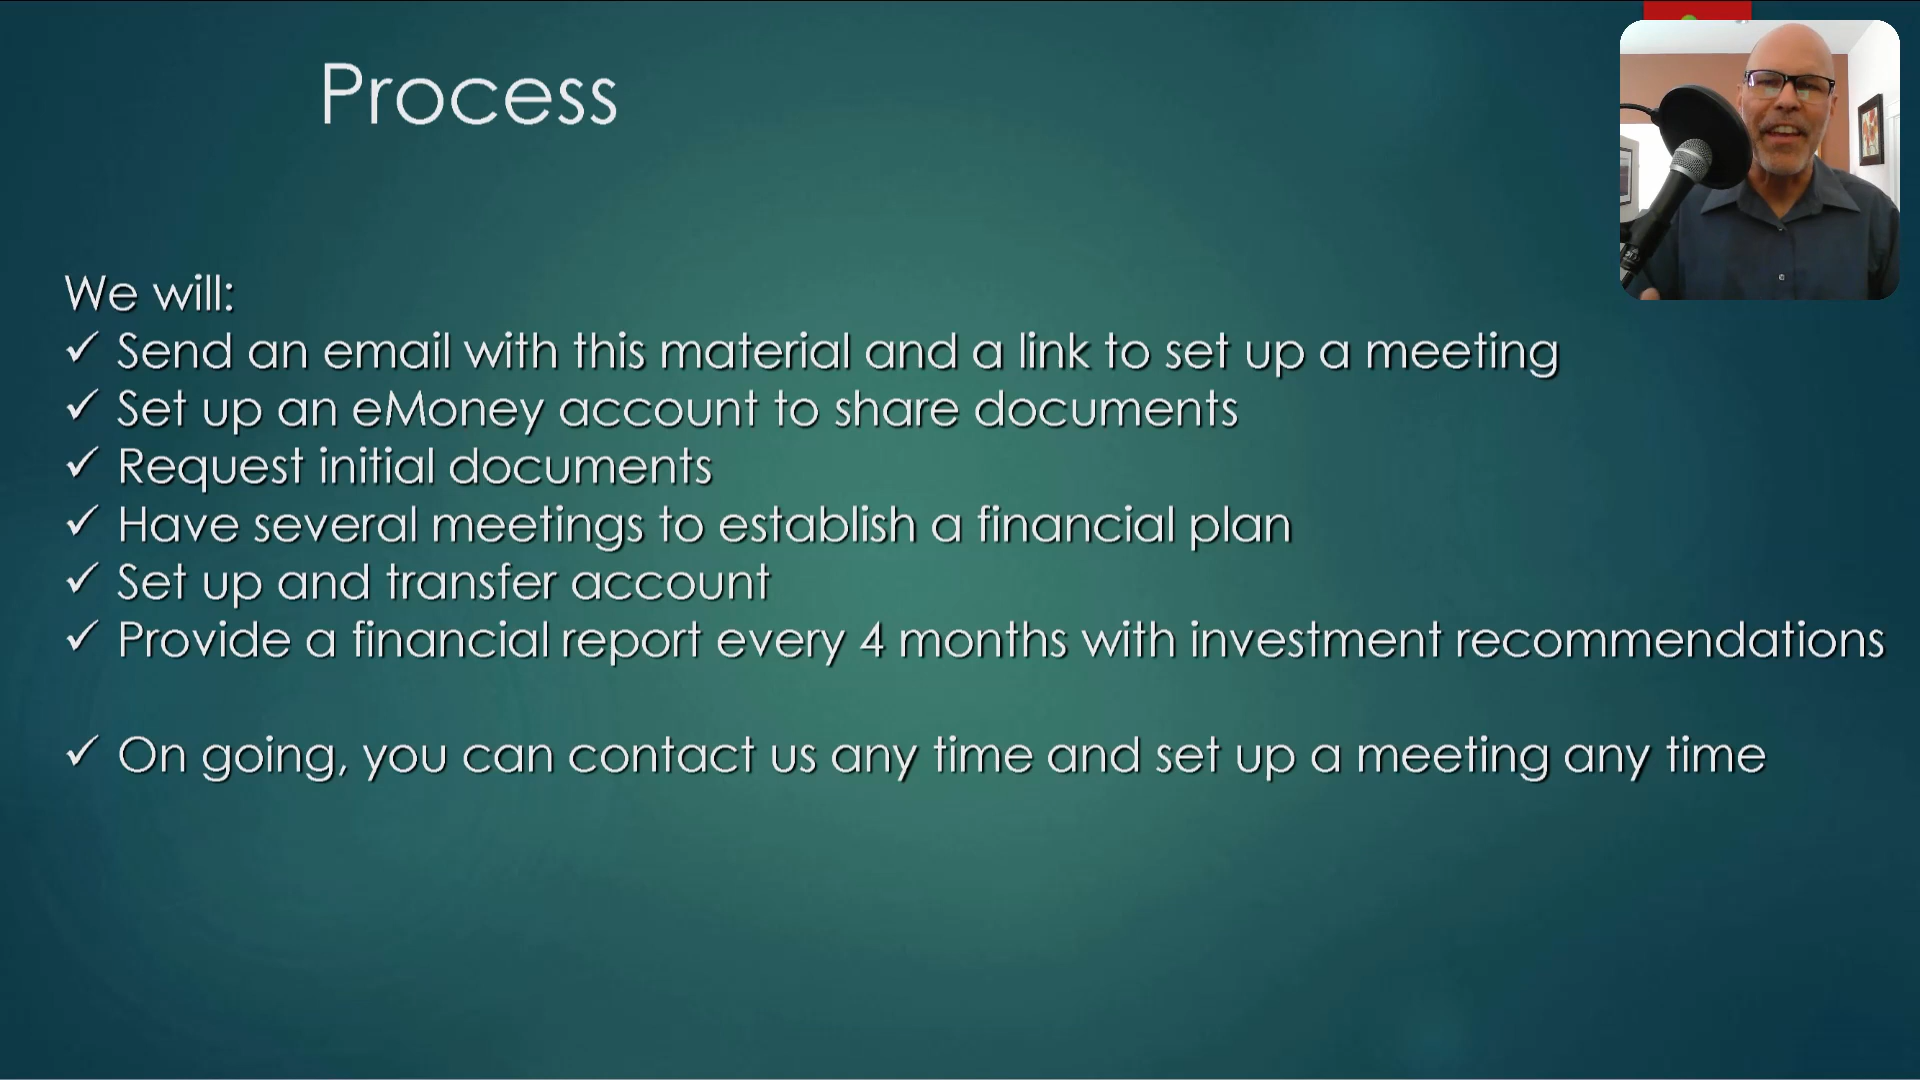 Process
We will:
✓ Send an email with this material and a link to set up a meeting
✓ Set up an eMoney account to share documents
✓ Request initial documents
✓ Have several meetings to establish a financial plan
✓ Set up and transfer account
✓ Provide a financial report every 4 months with investment recommendations
✓ On going, you can contact us any time and set up a meeting any time